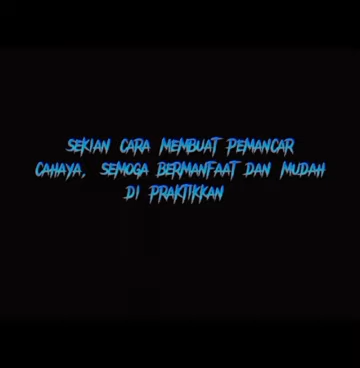 SEKIAN CARA MEMBUAT PEMANCAR
CAHAYA, SEMOGA BERMANFAAT DAN MUDAH
DI PRAKTIKKAN